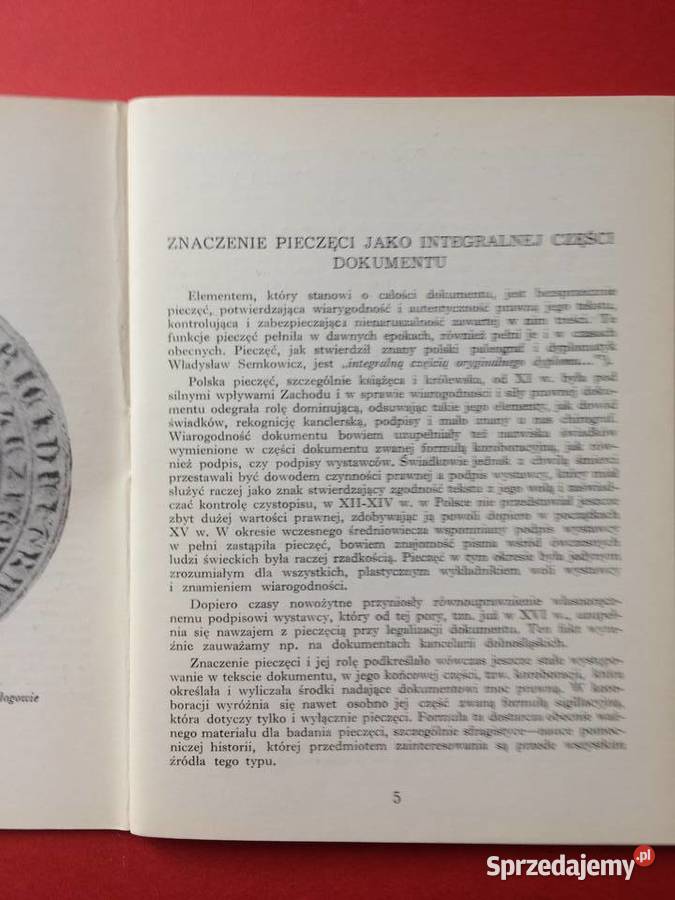 ZNACZENIE PIECZĘCI JAKO INTEGRALNEJ CZĘŚCI
DOKUMENTU
Elementem, który stanowi o całości dokumentu, jest bezsprzecznie
pieczęć, potwierdzająca wiarygodność i autentyczność prawną jego tekstu,
kontrolująca i zabezpieczająca nienaruszalność zawartej w nim treści. Te
funkcje pieczęć pełniła w dawnych epokach, również pełni je i w czasach
obecnych. Pieczęć, jak stwierdził znany polski paleograf i dyplomatyk
Władysław Semkowicz, jest „integralną częścią oryginalnego dyplomu..."
Polska pieczęć, szczególnie książęca i królewska, od XI w. była pod
silnymi wpływami Zachodu i w sprawie wiarogodności i siły prawnej doku-
mentu odegrała rolę dominującą, odsuwając takie jego elementy, jak dowód
świadków, rekognicję kanclerską, podpisy i mało znany u nas chirograf.
Wiarogodność dokumentu bowiem uzupełniały też nazwiska świadków
wymienione w części dokumentu zwanej formułą koroboracyjną, jak rów-
nież podpis, czy podpisy wystawców. Świadkowie jednak z chwilą śmierci
przestawali być dowodem czynności prawnej a podpis wystawcy, który miał
służyć raczej jako znak stwierdzający zgodność tekstu z jego wolą i zaświad-
czać kontrolę czystopisu, w XII-XIV w. w Polsce nie przedstawiał jeszcze
zbyt dużej wartości prawnej, zdobywając ją powoli dopiero w początkach
XV w. W okresie wczesnego średniowiecza wspomniany podpis wystawcy
w pełni zastąpiła pieczęć, bowiem znajomość pisma wśród ówczesnych
ludzi świeckich była raczej rzadkością. Pieczęć w tym okresie była jedynym,
zrozumiałym dla wszystkich, plastycznym wykładnikiem woli wystawcy
i znamieniem wiarogodności.
Dopiero czasy nowożytne przyniosły równouprawnienie własnoręcz-
nemu podpisowi wystawcy, który od tej pory, tzn. już w XVI w., uzupeł-
nia się nawzajem z pieczęcią przy legalizacji dokumentu. Ten fakt wyra-
źnie zauważamy np. na dokumentach kancelarii dolnośląskich.
Znaczenie pieczęci i jej rolę podkreślało wówczas jeszcze stałe występo-
wanie w tekście dokumentu, w jego końcowej części, tzw. koroboracji, która
określała i wyliczała środki nadające dokumentowi moc prawną. W koro-
boracji wyróżnia się nawet osobno jej część zwaną formułą sigillacyjną,
która dotyczy tylko i wyłącznie pieczęci. Formuła ta dostarcza obecnie waż-
nego materiału dla badania pieczęci, szczególnie sfragistyce—nauce pomoc-
niczej historii, której przedmiotem zainteresowania są przede wszystkim
źródła tego typu.
5
łogowie
Sprzedajemy.pl